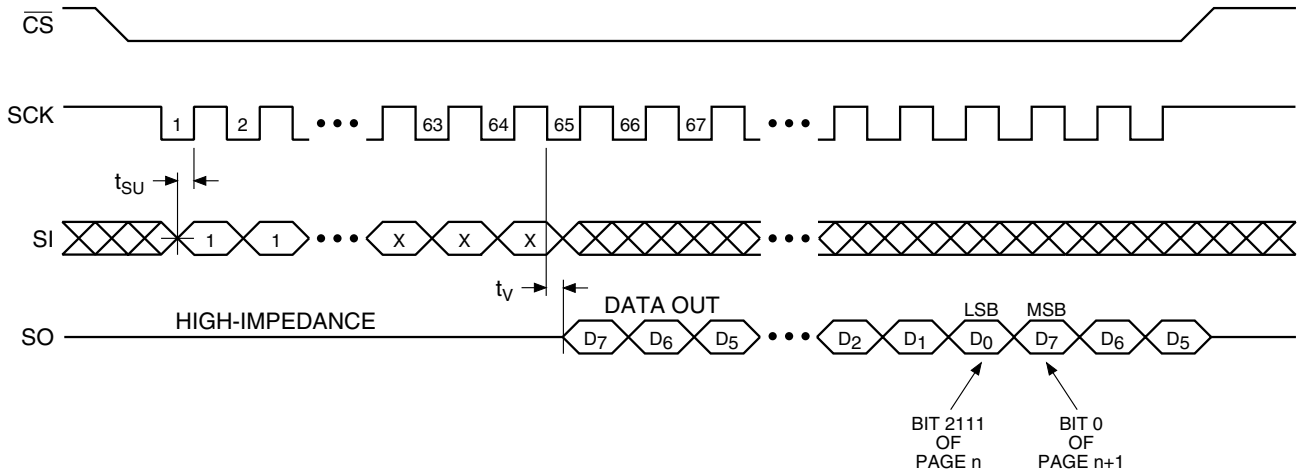 CS
SCK
1 2 63 64 65 66 67
tSU
SI
1 1 X X X
tV
DATA OUT
HIGH-IMPEDANCE
LSB MSB
SO
D7 D6 D5 D2 D1 D0 D7 D6 D5
BIT 2111
OF
PAGE n
BIT 0
OF
PAGE n+1